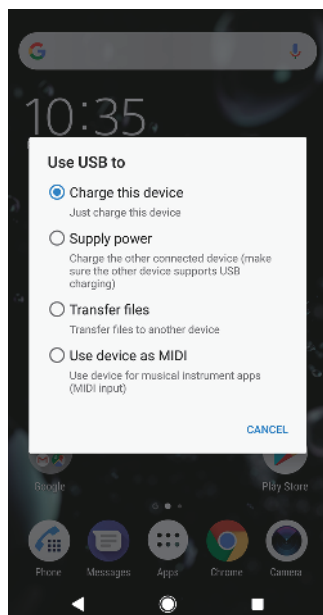 10:35
Use USB to
Charge this device
Just charge this device
Supply power
Charge the other connected device (make
sure the other device supports USB
charging)
Transfer files
Transfer files to another device
Use device as MIDI
Use device for musical instrument apps
(MIDI input)
CANCEL
Google
Play Store
Phone
Messages
Apps
Chrome
Camera